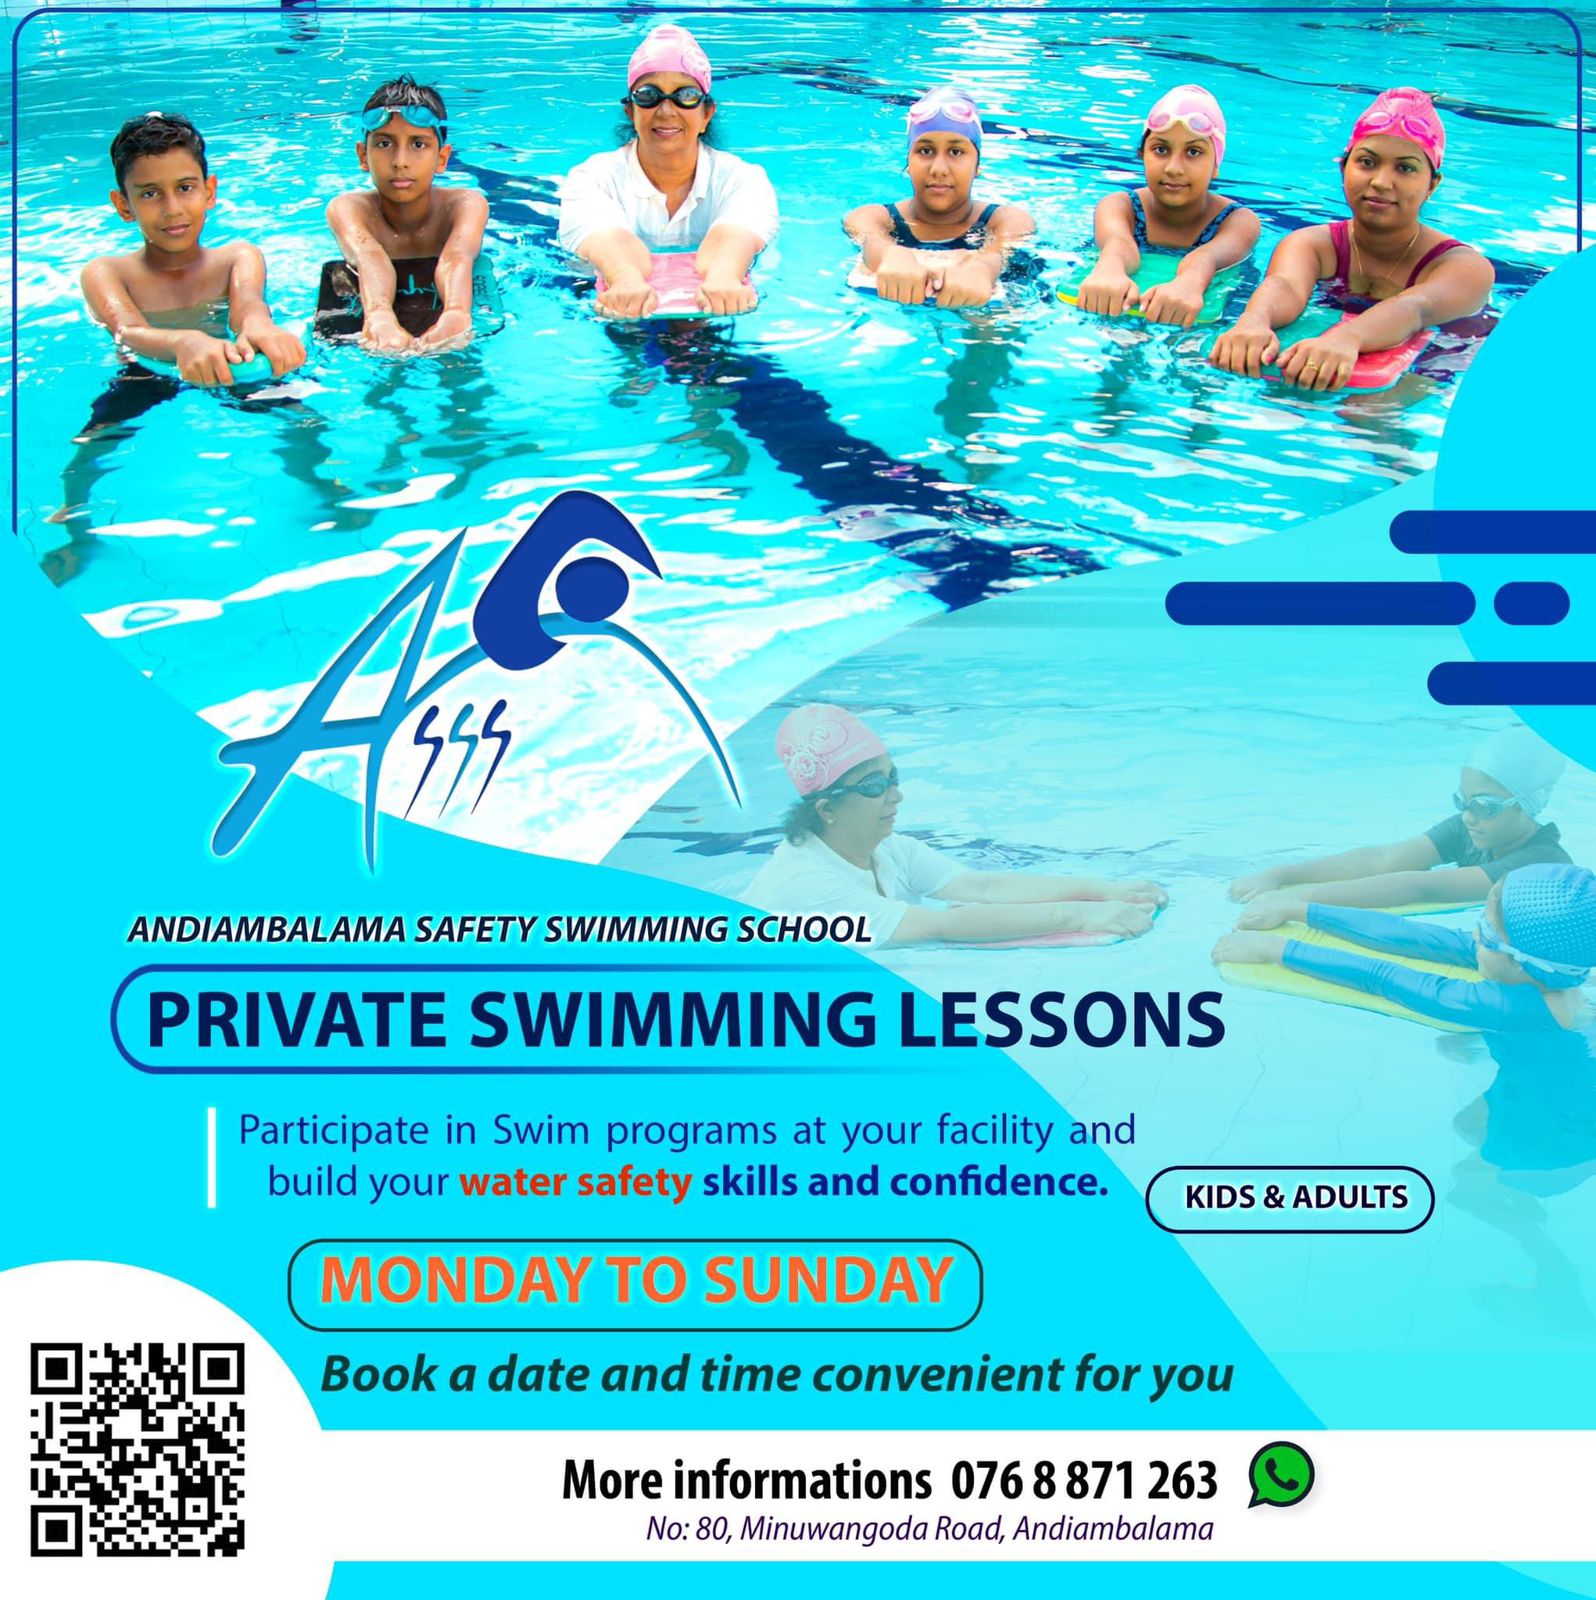 Asss
ANDIAMBALAMA SAFETY SWIMMING SCHOOL
PRIVATE SWIMMING LESSONS
Participate in Swim programs at your facility and
build your water safety skills and confidence.
KIDS & ADULTS
MONDAY TO SUNDAY
Book a date and time convenient for you
More informations 076 8 871 263
No: 80, Minuwangoda Road, Andiambalama